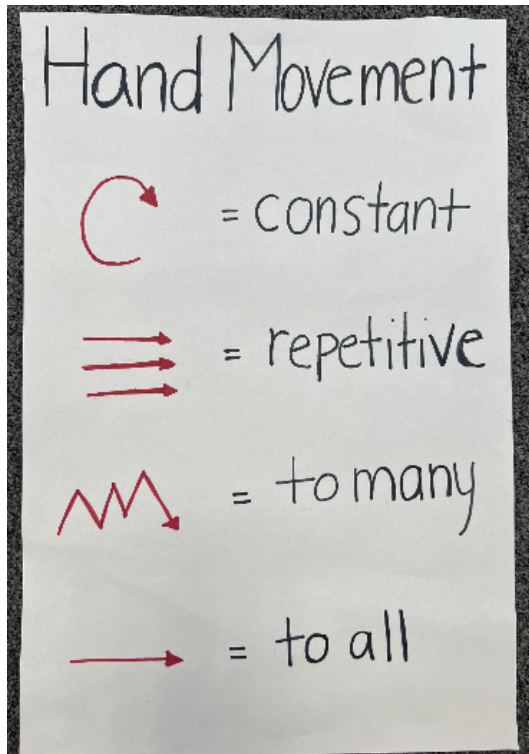 Hand Movement
= constant
= repetitive
= to many
= to all